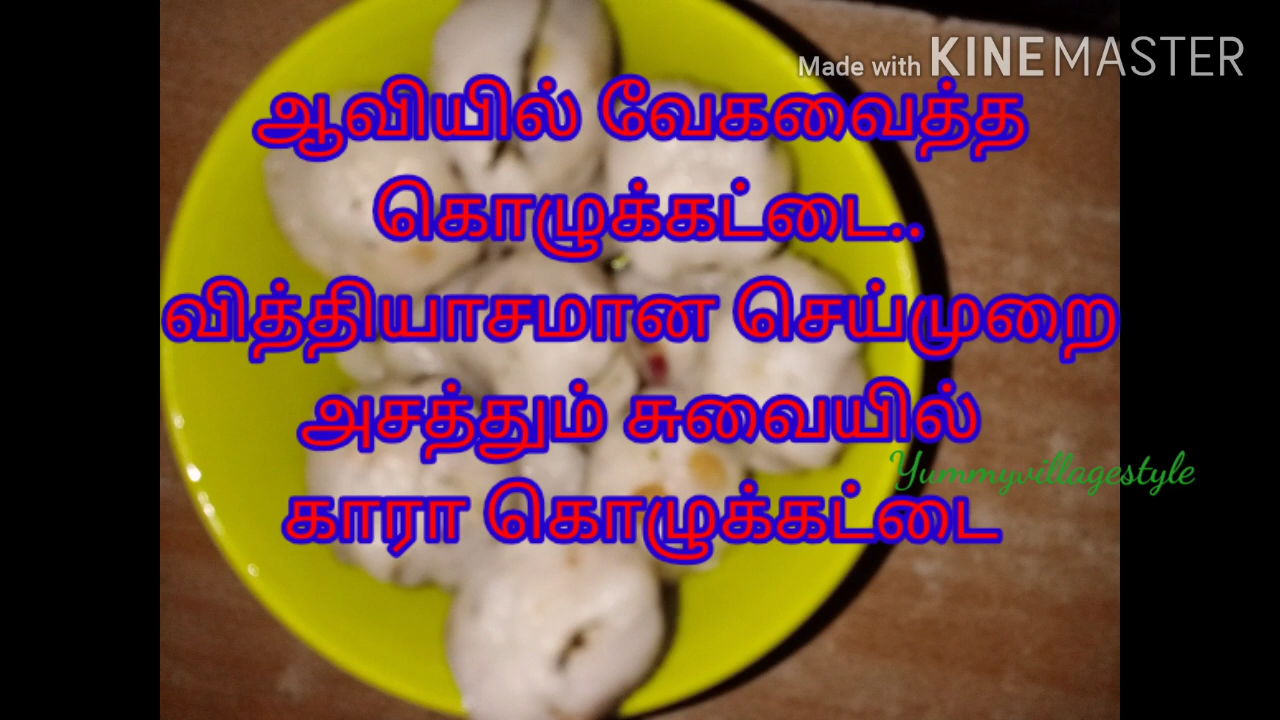 Made with KINEMASTER
ஆவியில் வேகவைத்த
கொழுக்கட்டை..
வித்தியாசமான செய்முறை
அசத்தும் சுவையில்
Yummyvillagestyle
காரா கொழுக்கட்டை